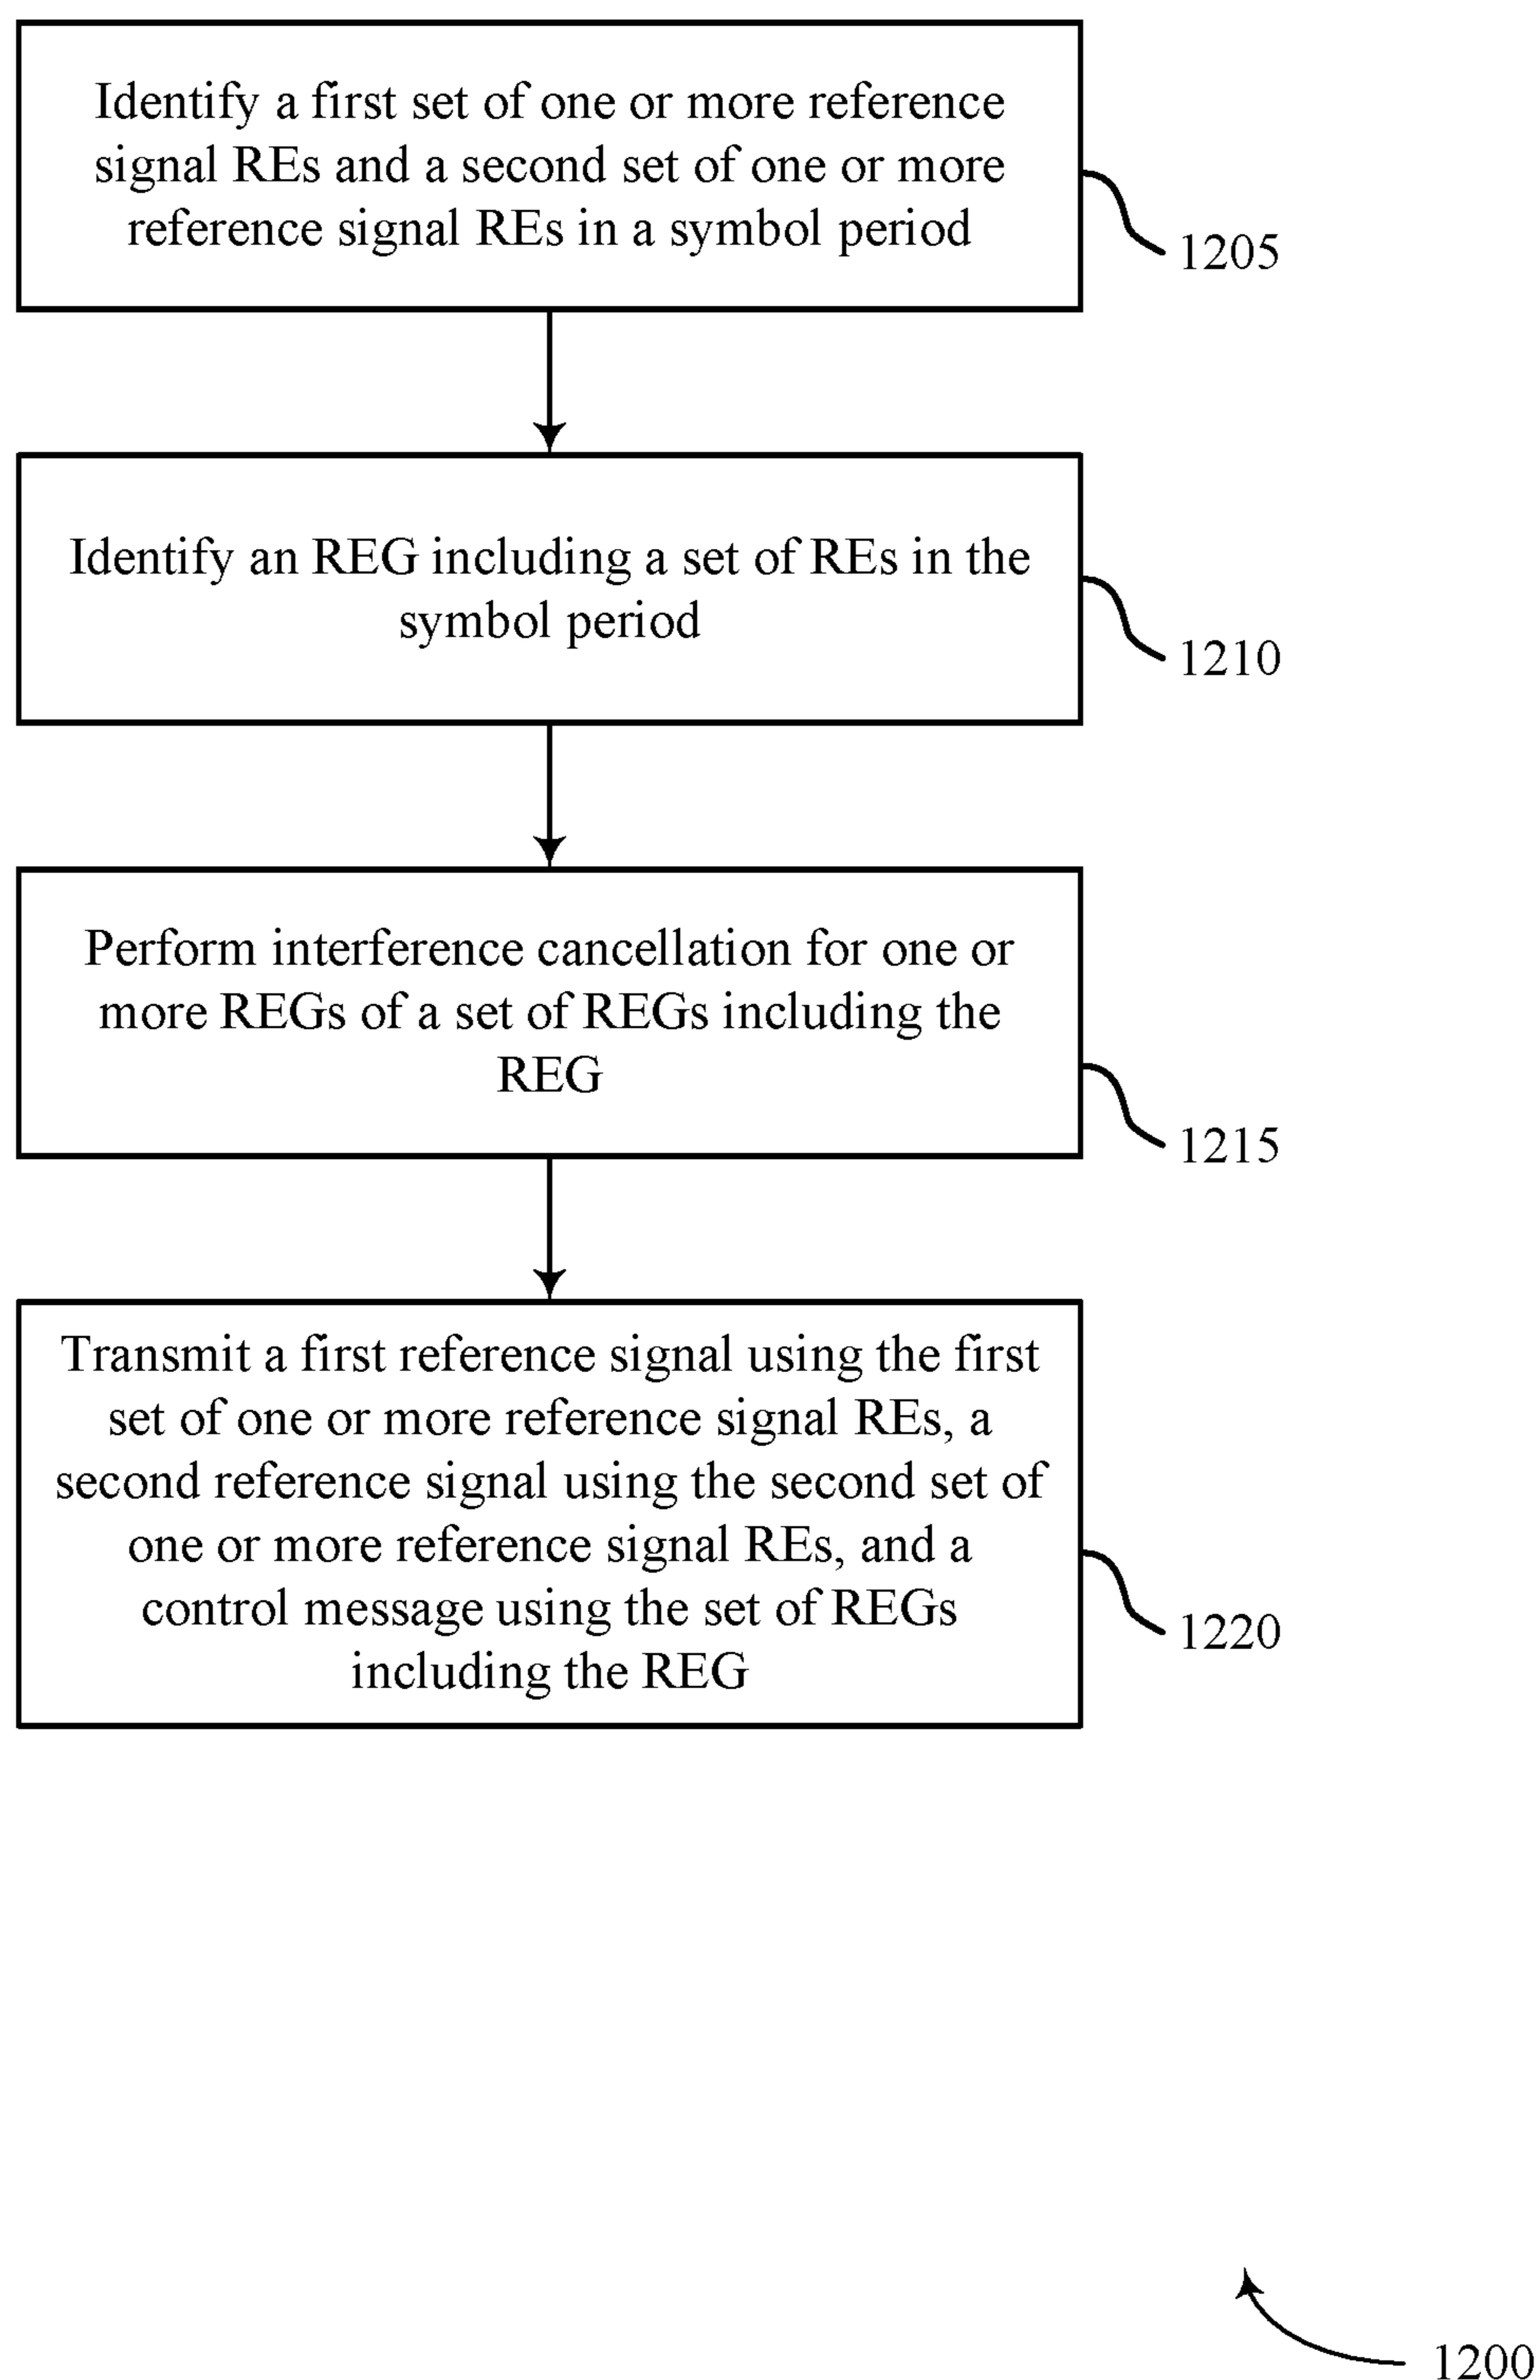 Identify a first set of one or more reference
signal REs and a second set of one or more
reference signal REs in a symbol period
1205
Identify an REG including a set of REs in the
symbol period
1210
Perform interference cancellation for one or
more REGs of a set of REGs including the
REG
1215
Transmit a first reference signal using the first
set of one or more reference signal REs, a
second reference signal using the second set of
one or more reference signal REs, and a
control message using the set of REGs
including the REG
1220
1200